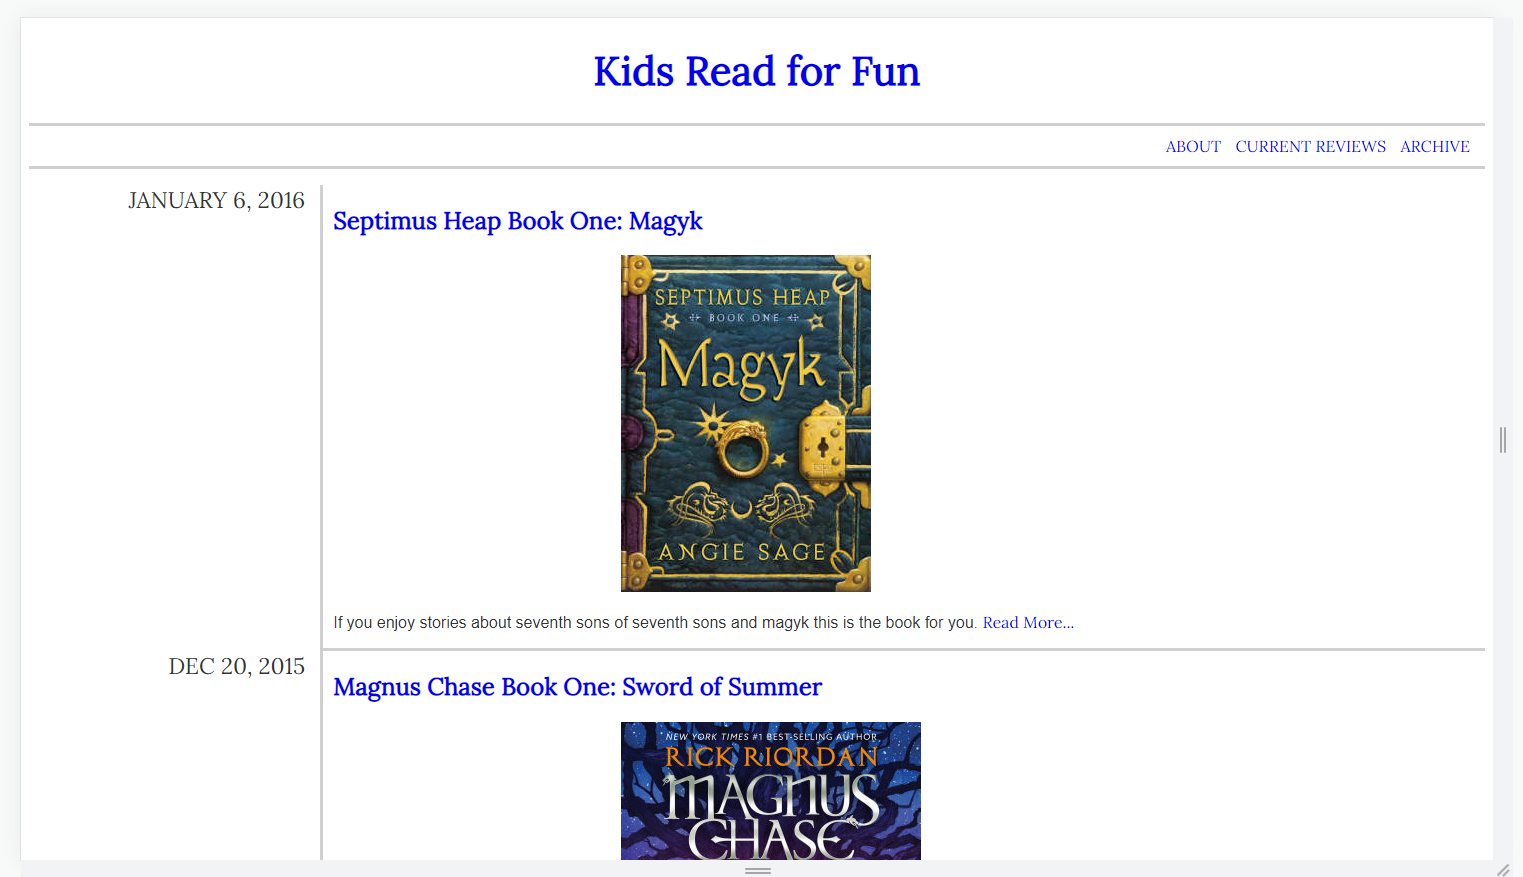 Kids Read for Fun
ABOUT CURRENT REVIEWS ARCHIVE
JANUARY 6, 2016
Septimus Heap Book One: Magyk
SEPTIMUS HEAP
BOOK ONE
Magyk
ANGIE SAGE
If you enjoy stories about seventh sons of seventh sons and magyk this is the book for you. Read More...
DEC 20, 2015
Magnus Chase Book One: Sword of Summer
NEW YORK TIMES #1 BEST-SELLING AUTHOR
RICK RIORDAN
MAGNUS
CHASE